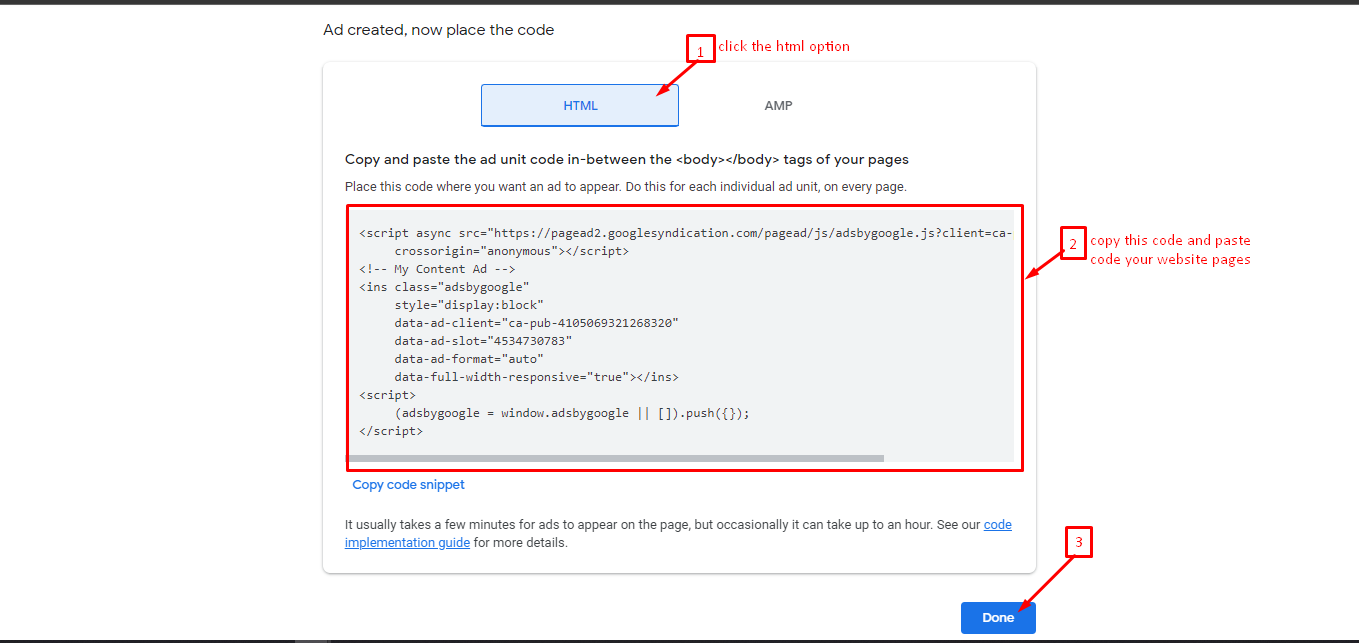 Ad created, now place the code
1 click the html option
HTML AMP
Copy and paste the ad unit code in-between the <body></body> tags of your pages
Place this code where you want an ad to appear. Do this for each individual ad unit, on every page.
<script async src="https://pagead2.googlesyndication.com/pagead/js/adsbygoogle.js?client=ca-
crossorigin="anonymous"></script>
<!-- My Content Ad -->
<ins class="adsbygoogle"
style="display:block"
data-ad-client="ca-pub-4105069321268320"
data-ad-slot="4534730783"
data-ad-format="auto"
data-full-width-responsive="true"></ins>
<script>
(adsbygoogle = window.adsbygoogle || []).push({});
</script>
2 copy this code and paste
code your website pages
Copy code snippet
It usually takes a few minutes for ads to appear on the page, but occasionally it can take up to an hour. See our code
implementation guide for more details.
3
Done